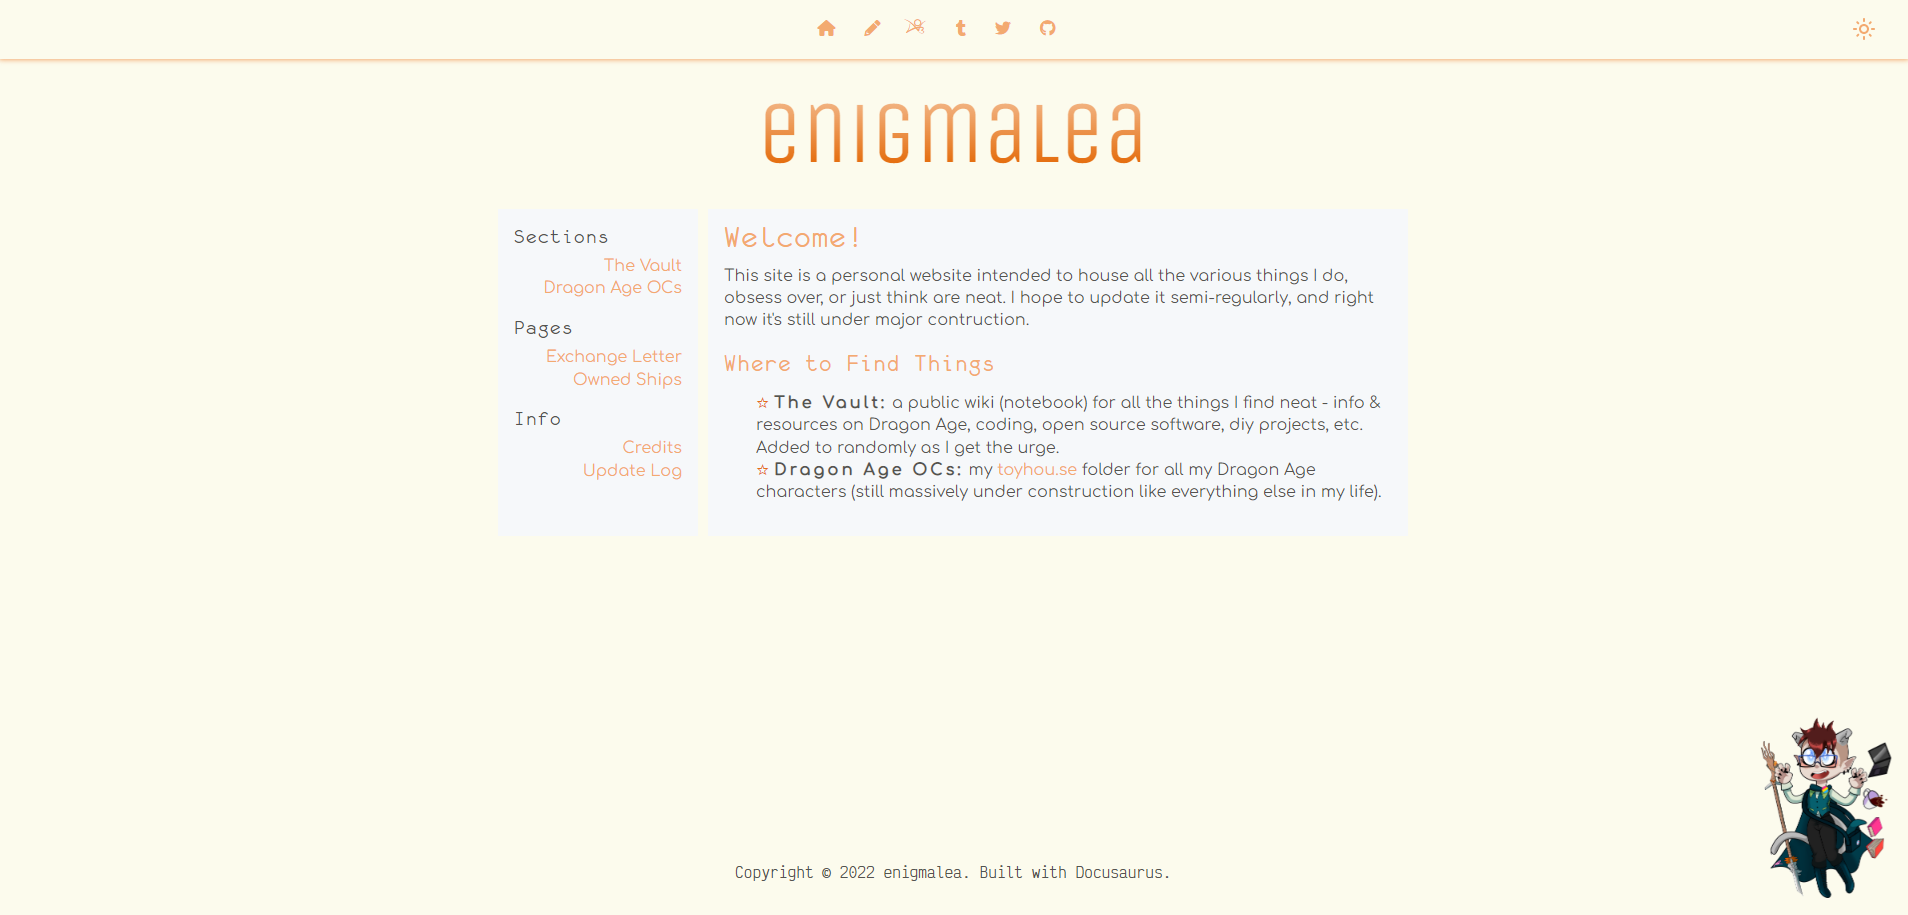 enigmalea
Sections
The Vault
Dragon Age OCs
Pages
Exchange Letter
Owned Ships
Info
Credits
Update Log
Welcome!
This site is a personal website intended to house all the various things I do,
obsess over, or just think are neat. I hope to update it semi-regularly, and right
now it's still under major contruction.
Where to Find Things
☆ The Vault: a public wiki (notebook) for all the things I find neat - info &
resources on Dragon Age, coding, open source software, diy projects, etc.
Added to randomly as I get the urge.
☆ Dragon Age OCs: my toyhou.se folder for all my Dragon Age
characters (still massively under construction like everything else in my life).
Copyright © 2022 enigmalea. Built with Docusaurus.